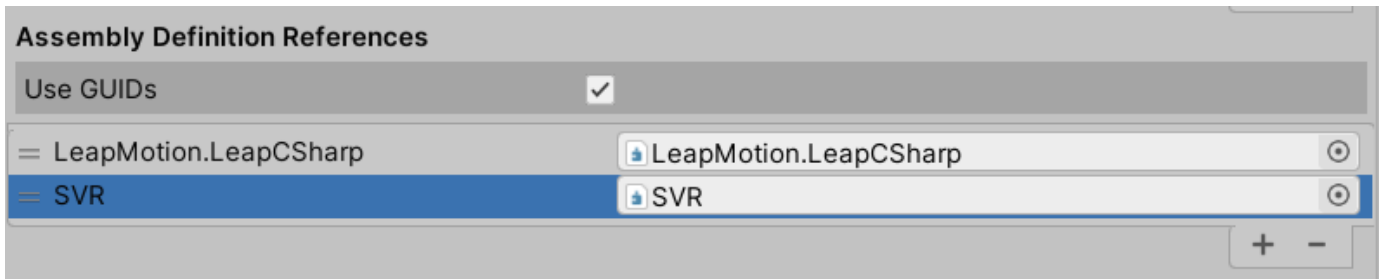 Assembly Definition References
Use GUIDs
LeapMotion.LeapCSharp LeapMotion.LeapCSharp
SVR SVR